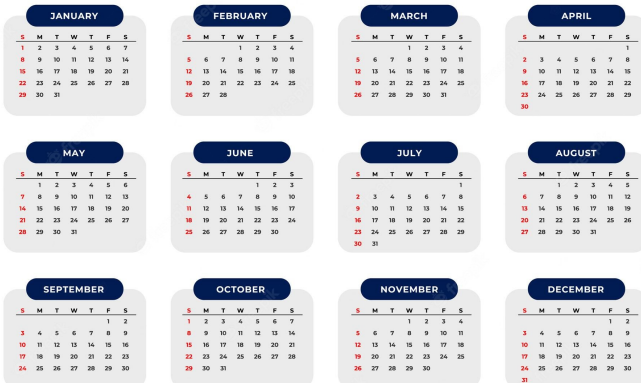 JANUARY
S M T W T F S
1 2 3 4 5 6 7
8 9 10 11 12 13 14
15 16 17 18 19 20 21
22 23 24 25 26 27 28
29 30 31
FEBRUARY
S M T W T F S
1 2 3 4
5 6 7 8 9 10 11
12 13 14 15 16 17 18
19 20 21 22 23 24 25
26 27 28
MARCH
S M T W T F S
1 2 3 4
5 6 7 8 9 10 11
12 13 14 15 16 17 18
19 20 21 22 23 24 25
26 27 28 29 30 31
APRIL
S M T W T F S
1
2 3 4 5 6 7 8
9 10 11 12 13 14 15
16 17 18 19 20 21 22
23 24 25 26 27 28 29
30
MAY
S M T W T F S
1 2 3 4 5 6
7 8 9 10 11 12 13
14 15 16 17 18 19 20
21 22 23 24 25 26 27
28 29 30 31
JUNE
S M T W T F S
1 2 3
4 5 6 7 8 9 10
11 12 13 14 15 16 17
18 19 20 21 22 23 24
25 26 27 28 29 30
JULY
S M T W T F S
1
2 3 4 5 6 7 8
9 10 11 12 13 14 15
16 17 18 19 20 21 22
23 24 25 26 27 28 29
30 31
AUGUST
S M T W T F S
1 2 3 4 5
6 7 8 9 10 11 12
13 14 15 16 17 18 19
20 21 22 23 24 25 26
27 28 29 30 31
SEPTEMBER
S M T W T F S
1 2
3 4 5 6 7 8 9
10 11 12 13 14 15 16
17 18 19 20 21 22 23
24 25 26 27 28 29 30
OCTOBER
S M T W T F S
1 2 3 4 5 6 7
8 9 10 11 12 13 14
15 16 17 18 19 20 21
22 23 24 25 26 27 28
29 30 31
NOVEMBER
S M T W T F S
1 2 3 4
5 6 7 8 9 10 11
12 13 14 15 16 17 18
19 20 21 22 23 24 25
26 27 28 29 30
DECEMBER
S M T W T F S
1 2
3 4 5 6 7 8 9
10 11 12 13 14 15 16
17 18 19 20 21 22 23
24 25 26 27 28 29 30
31